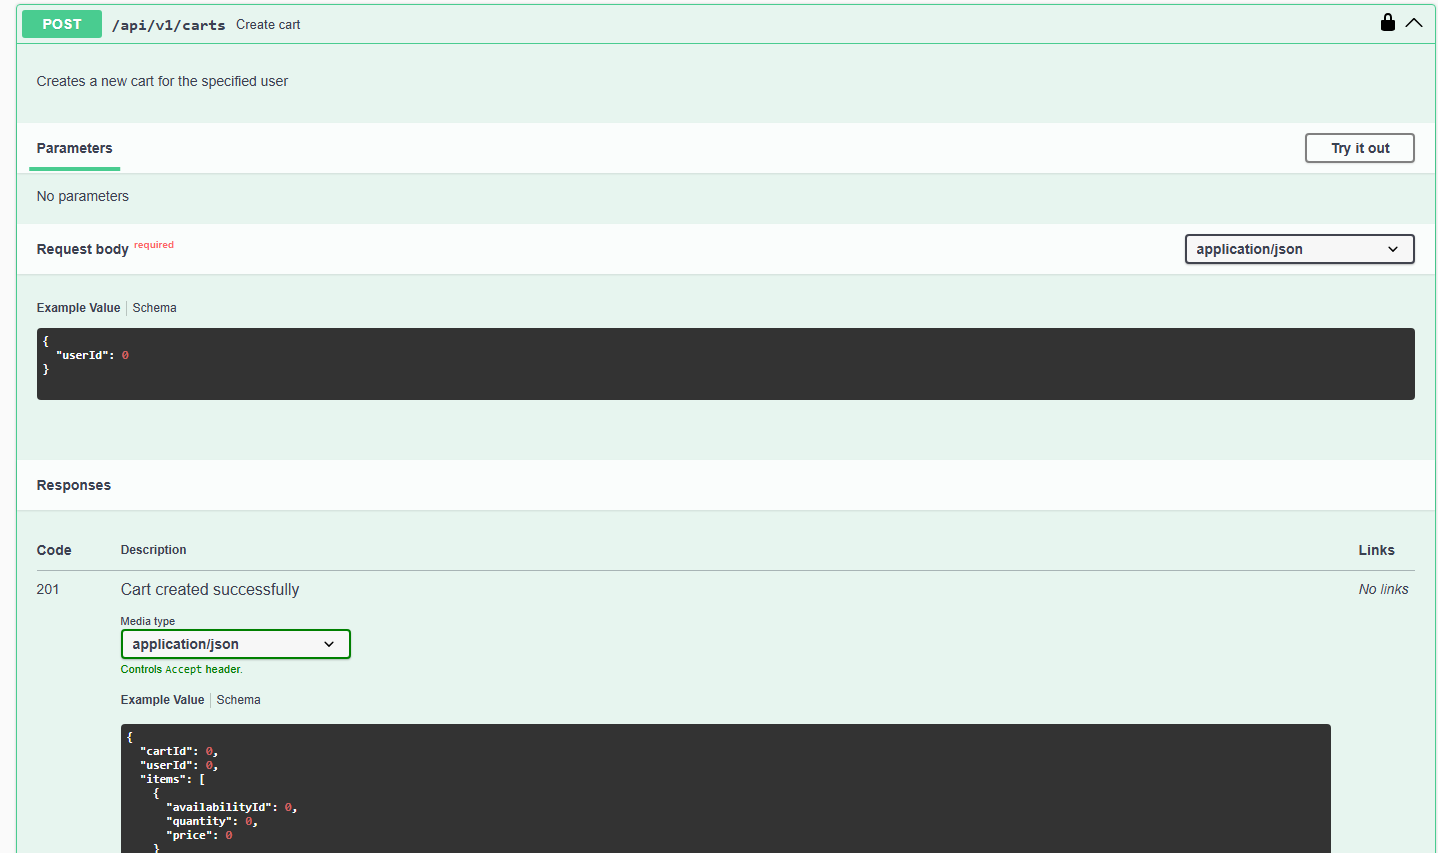 POST /api/v1/carts Create cart
Creates a new cart for the specified user
Parameters
Try it out
No parameters
Request body required
application/json
Example Value | Schema
{
  "userId": 0
}
Responses
Code Description Links
201 Cart created successfully No links
Media type
application/json
Controls Accept header.
Example Value | Schema
{
  "cartId": 0,
  "userId": 0,
  "items": [
    {
      "availabilityId": 0,
      "quantity": 0,
      "price": 0
    }